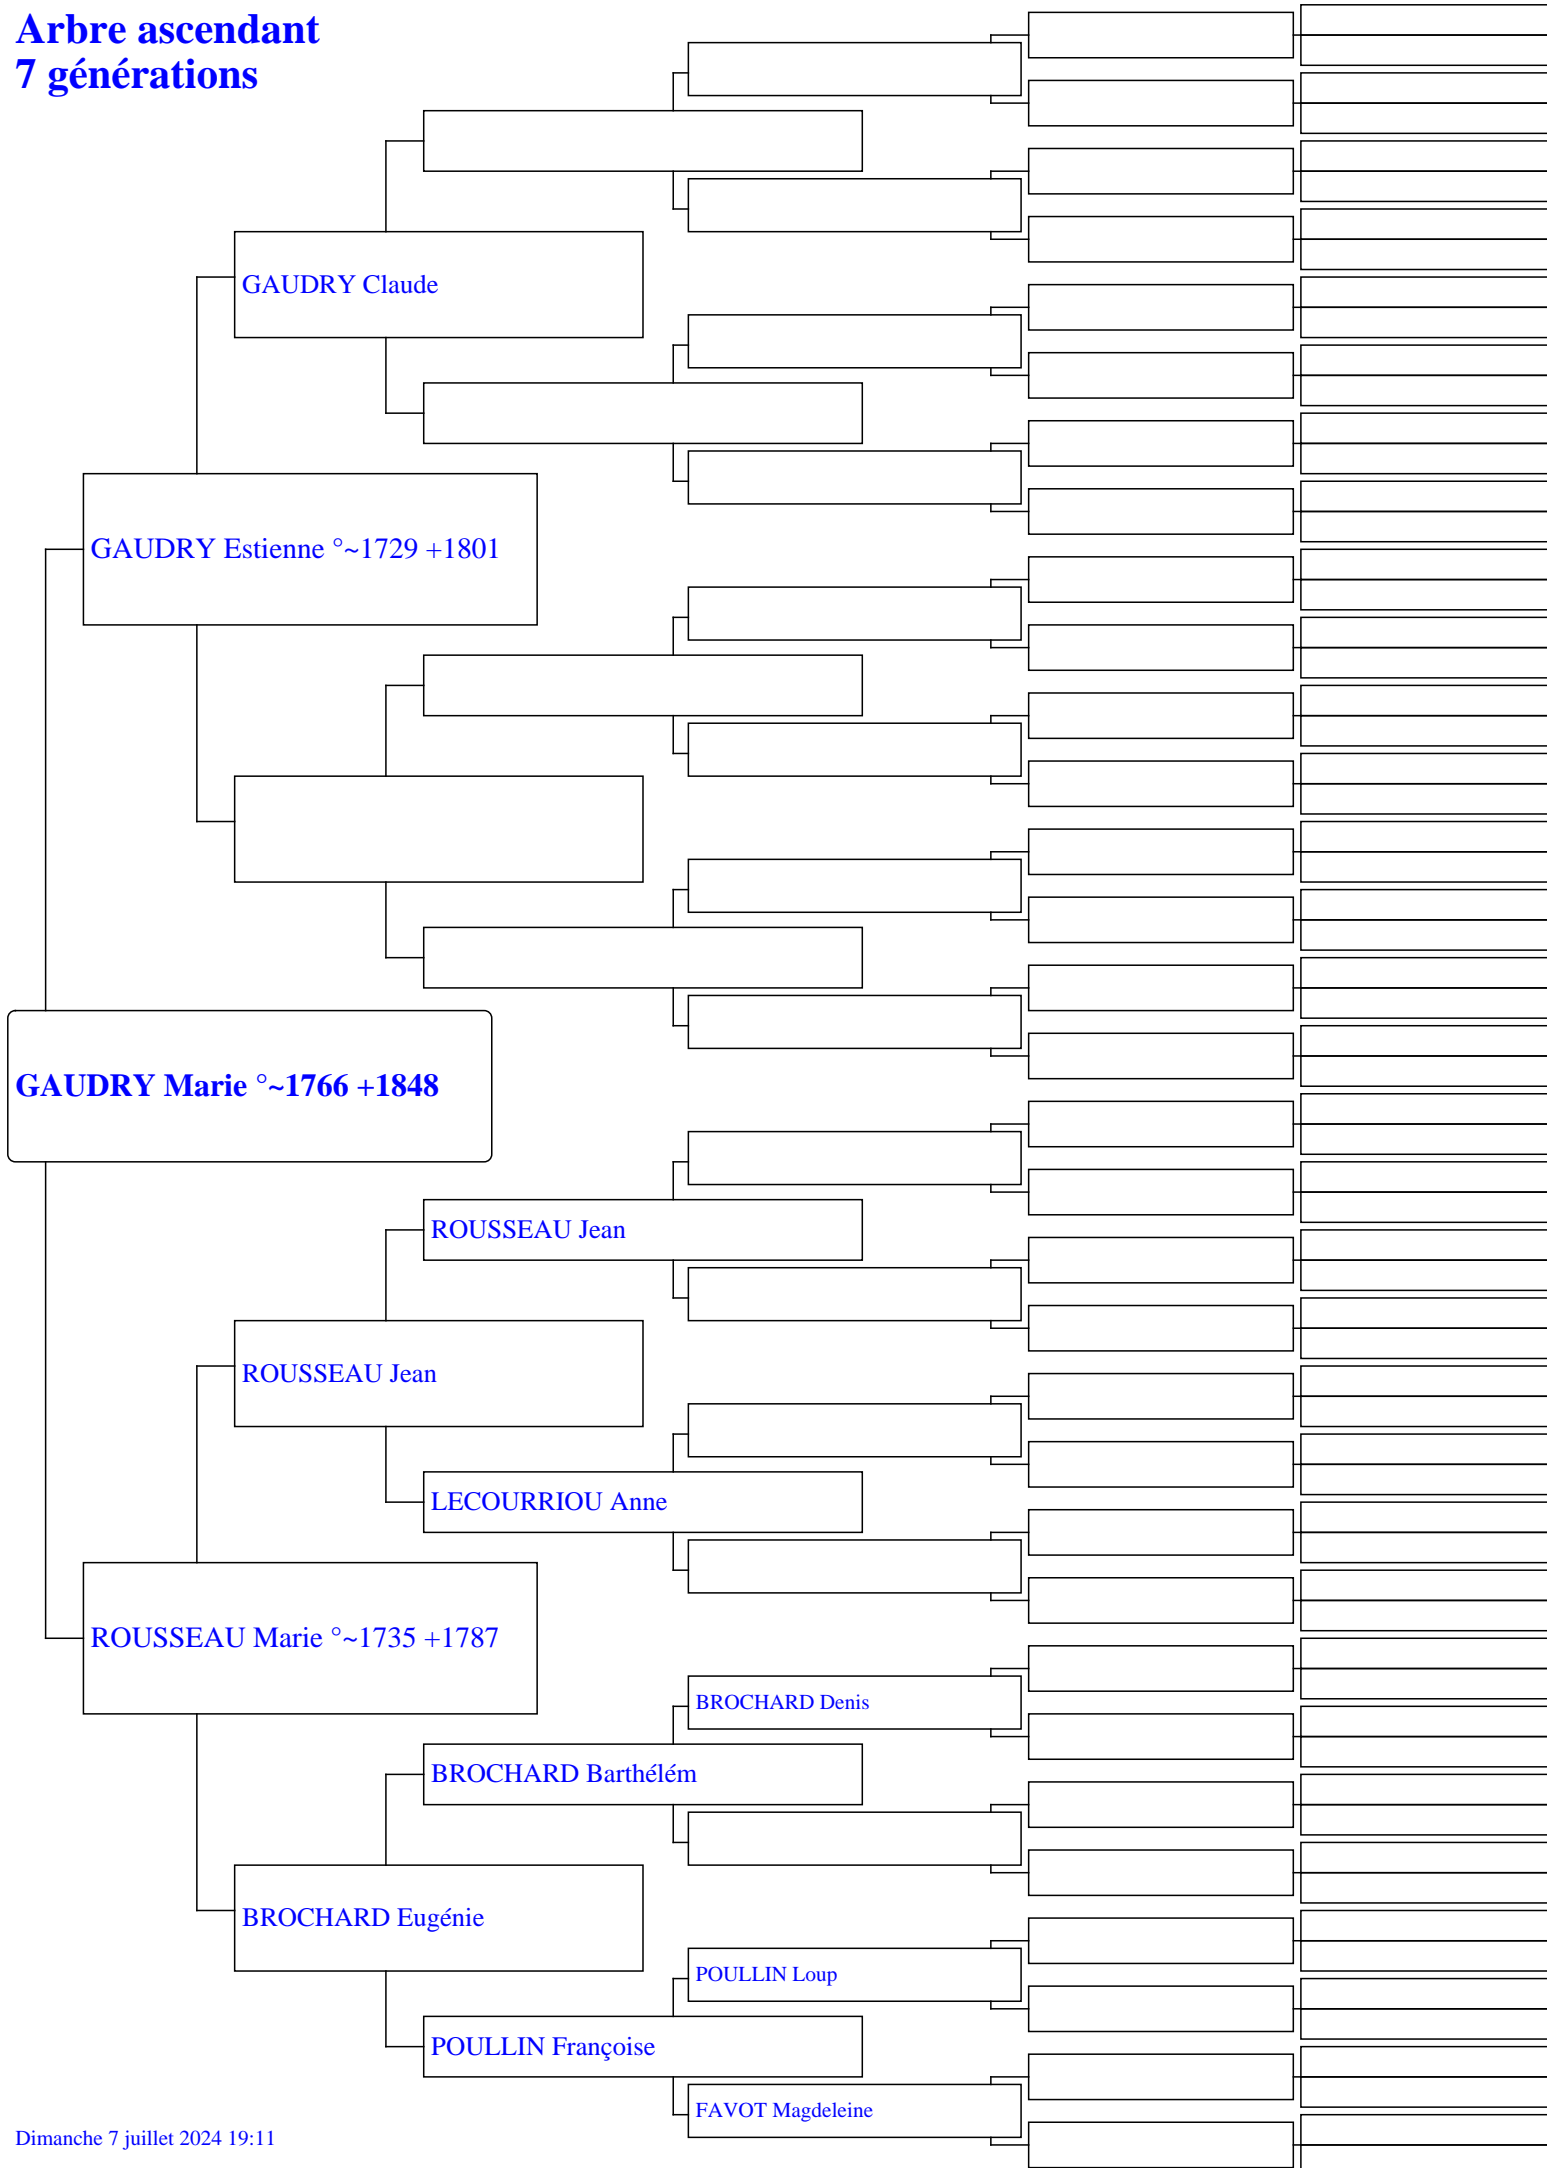 Arbre ascendant
7 générations
GAUDRY Claude
GAUDRY Estienne °~1729 +1801
GAUDRY Marie °~1766 +1848
ROUSSEAU Jean
ROUSSEAU Jean
LECOURRIOU Anne
ROUSSEAU Marie °~1735 +1787
BROCHARD Denis
BROCHARD Barthélém
BROCHARD Eugénie
POULLIN Loup
POULLIN Françoise
FAVOT Magdeleine
Dimanche 7 juillet 2024 19:11